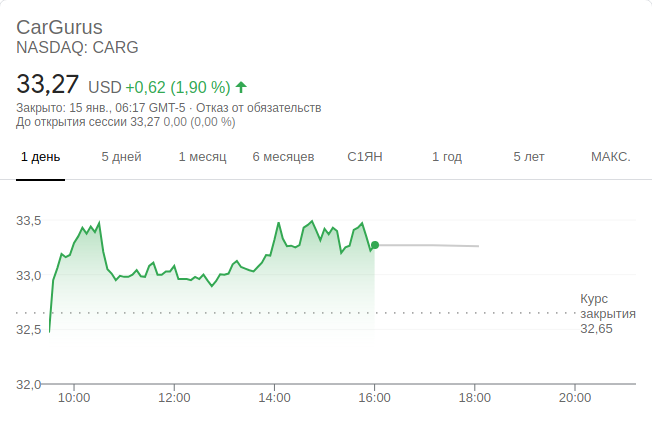 CarGurus
NASDAQ: CARG
33,27 USD +0,62 (1,90 %)
Закрыто: 15 янв., 06:17 GMT-5 · Отказ от обязательств
До открытия сессии 33,27 0,00 (0,00 %)
1 день 5 дней 1 месяц 6 месяцев С1ЯН 1 год 5 лет МАКС.
33,5
33,0
Курс
закрытия
32,65
32,5
32,0
10:00 12:00 14:00 16:00 18:00 20:00